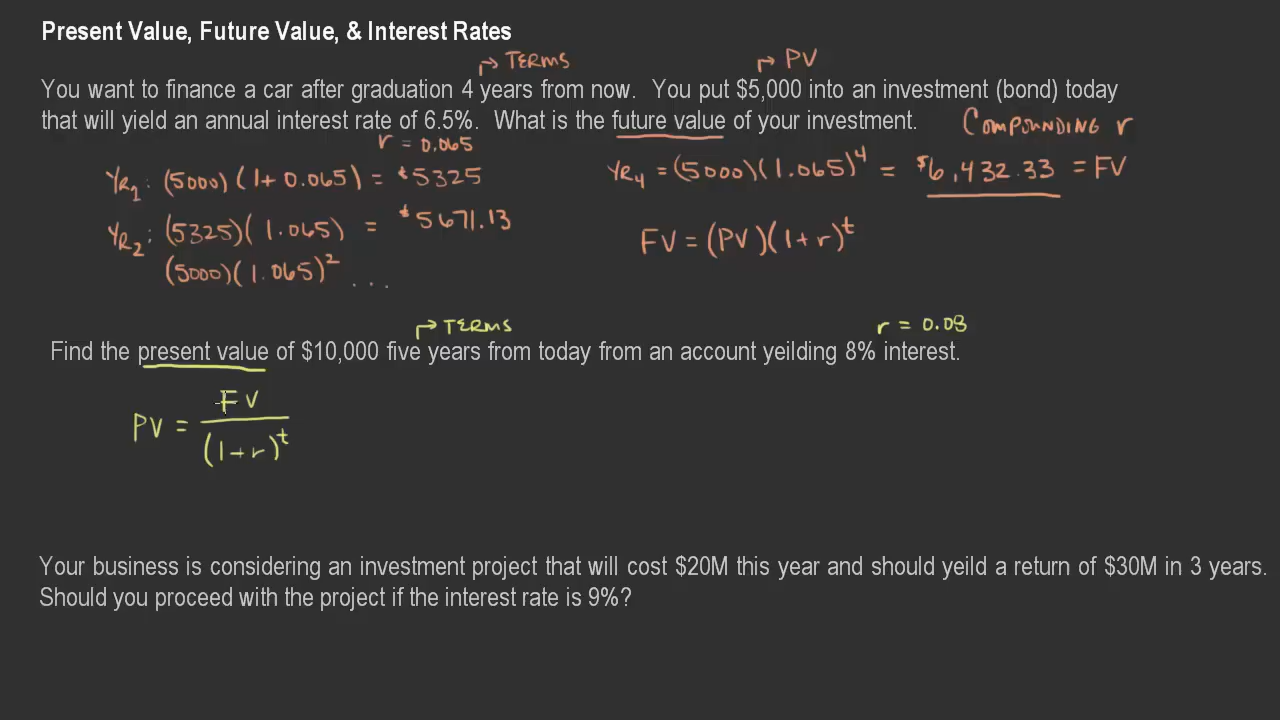 Present Value, Future Value, & Interest Rates
→ TERMS → PV
You want to finance a car after graduation 4 years from now. You put $5,000 into an investment (bond) today
that will yield an annual interest rate of 6.5%. What is the future value of your investment.
COMPOUNDING r
r = 0.065
YR1: (5000)(1+0.065) = $5325
YR4 = (5000)(1.065)^4 = $6,432.33 = FV
YR2: (5325)(1.065) = $5671.13
FV = (PV)(1+r)^t
(5000)(1.065)^2 ...
→ TERMS r = 0.08
Find the present value of $10,000 five years from today from an account yeilding 8% interest.
PV = FV
(1+r)^t
Your business is considering an investment project that will cost $20M this year and should yeild a return of $30M in 3 years.
Should you proceed with the project if the interest rate is 9%?